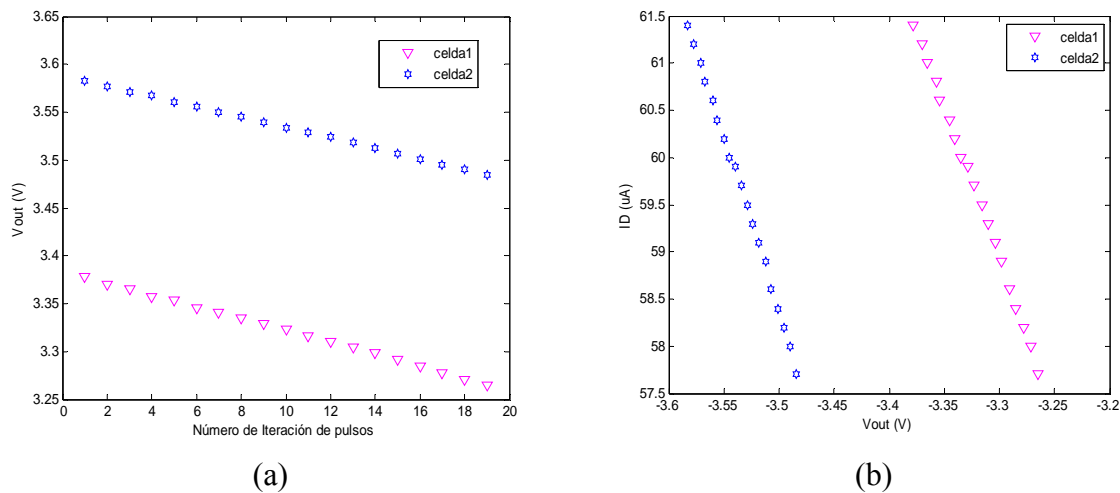 3.65
3.6
3.55
3.5
3.45
3.4
3.35
3.3
3.25
Vout (V)
0 2 4 6 8 10 12 14 16 18 20
Número de Iteración de pulsos
celda1
celda2
(a)
61.5
61
60.5
60
59.5
59
58.5
58
57.5
ID (uA)
-3.6 -3.55 -3.5 -3.45 -3.4 -3.35 -3.3 -3.25 -3.2
Vout (V)
celda1
celda2
(b)